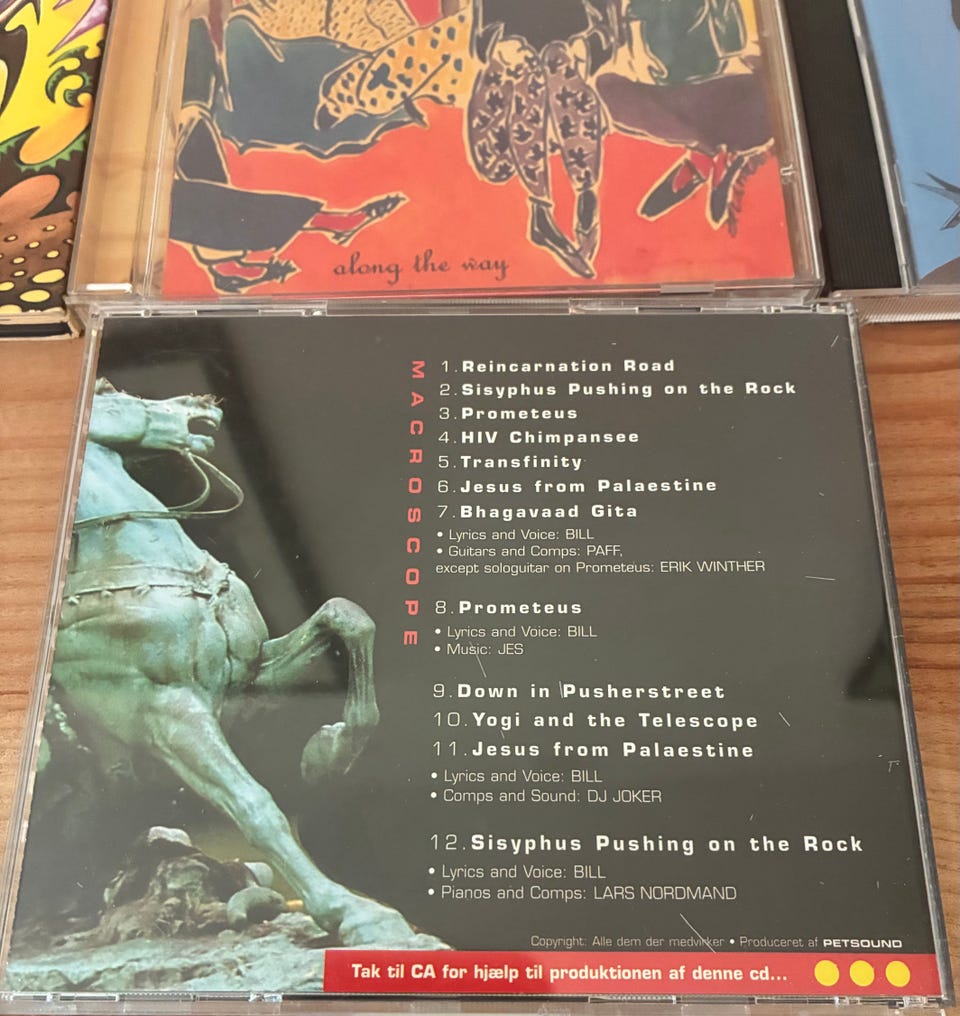 along the way
MACROSCOPE
1. Reincarnation Road
2. Sisyphus Pushing on the Rock
3. Prometeus
4. HIV Chimpansee
5. Transfinity
6. Jesus from Palaestine
7. Bhagavaad Gita
• Lyrics and Voice: BILL
• Guitars and Comps: PAFF,
except sologuitar on Prometeus: ERIK WINTHER
8. Prometeus
• Lyrics and Voice: BILL
• Music: JES
9. Down in Pusherstreet
10. Yogi and the Telescope
11. Jesus from Palaestine
• Lyrics and Voice: BILL
• Comps and Sound: DJ JOKER
12. Sisyphus Pushing on the Rock
• Lyrics and Voice: BILL
• Pianos and Comps: LARS NORDMAND
Copyright: Alle dem der medvirker • Produceret af PETSOUND
Tak til CA for hjælp til produktionen af denne cd...